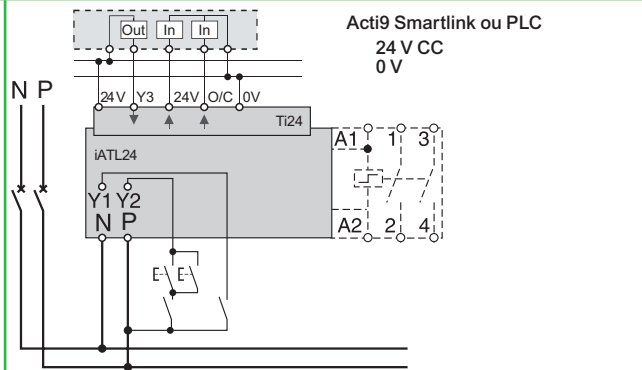 Acti9 Smartlink ou PLC
24 V CC
0 V
Out In In
N P
24 V Y3 24V O/C 0V
Ti24
iATL24
A1 1 3
Y1 Y2
N P
A2 2 4
E E